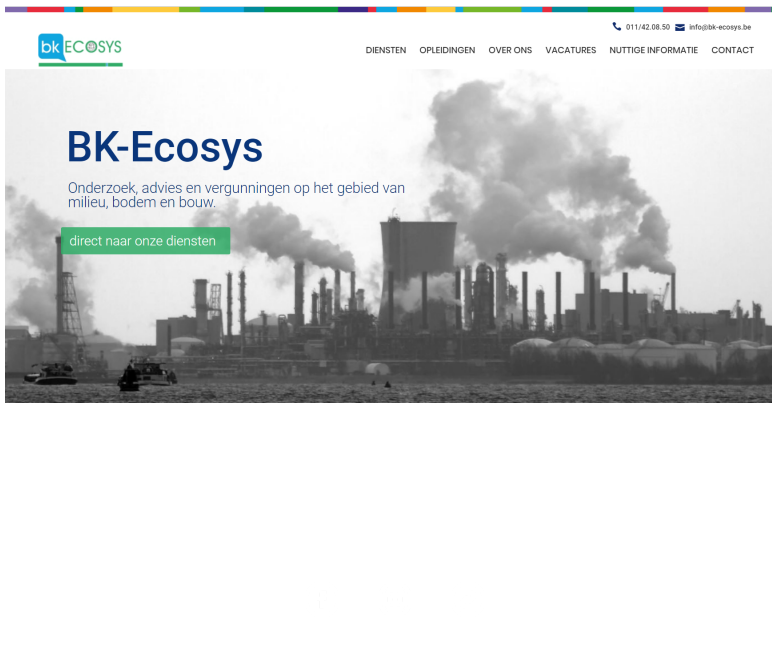 011/42.08.50 info@bk-ecosys.be
bk ECOSYS
DIENSTEN OPLEIDINGEN OVER ONS VACATURES NUTTIGE INFORMATIE CONTACT
BK-Ecosys
Onderzoek, advies en vergunningen op het gebied van
milieu, bodem en bouw.
direct naar onze diensten